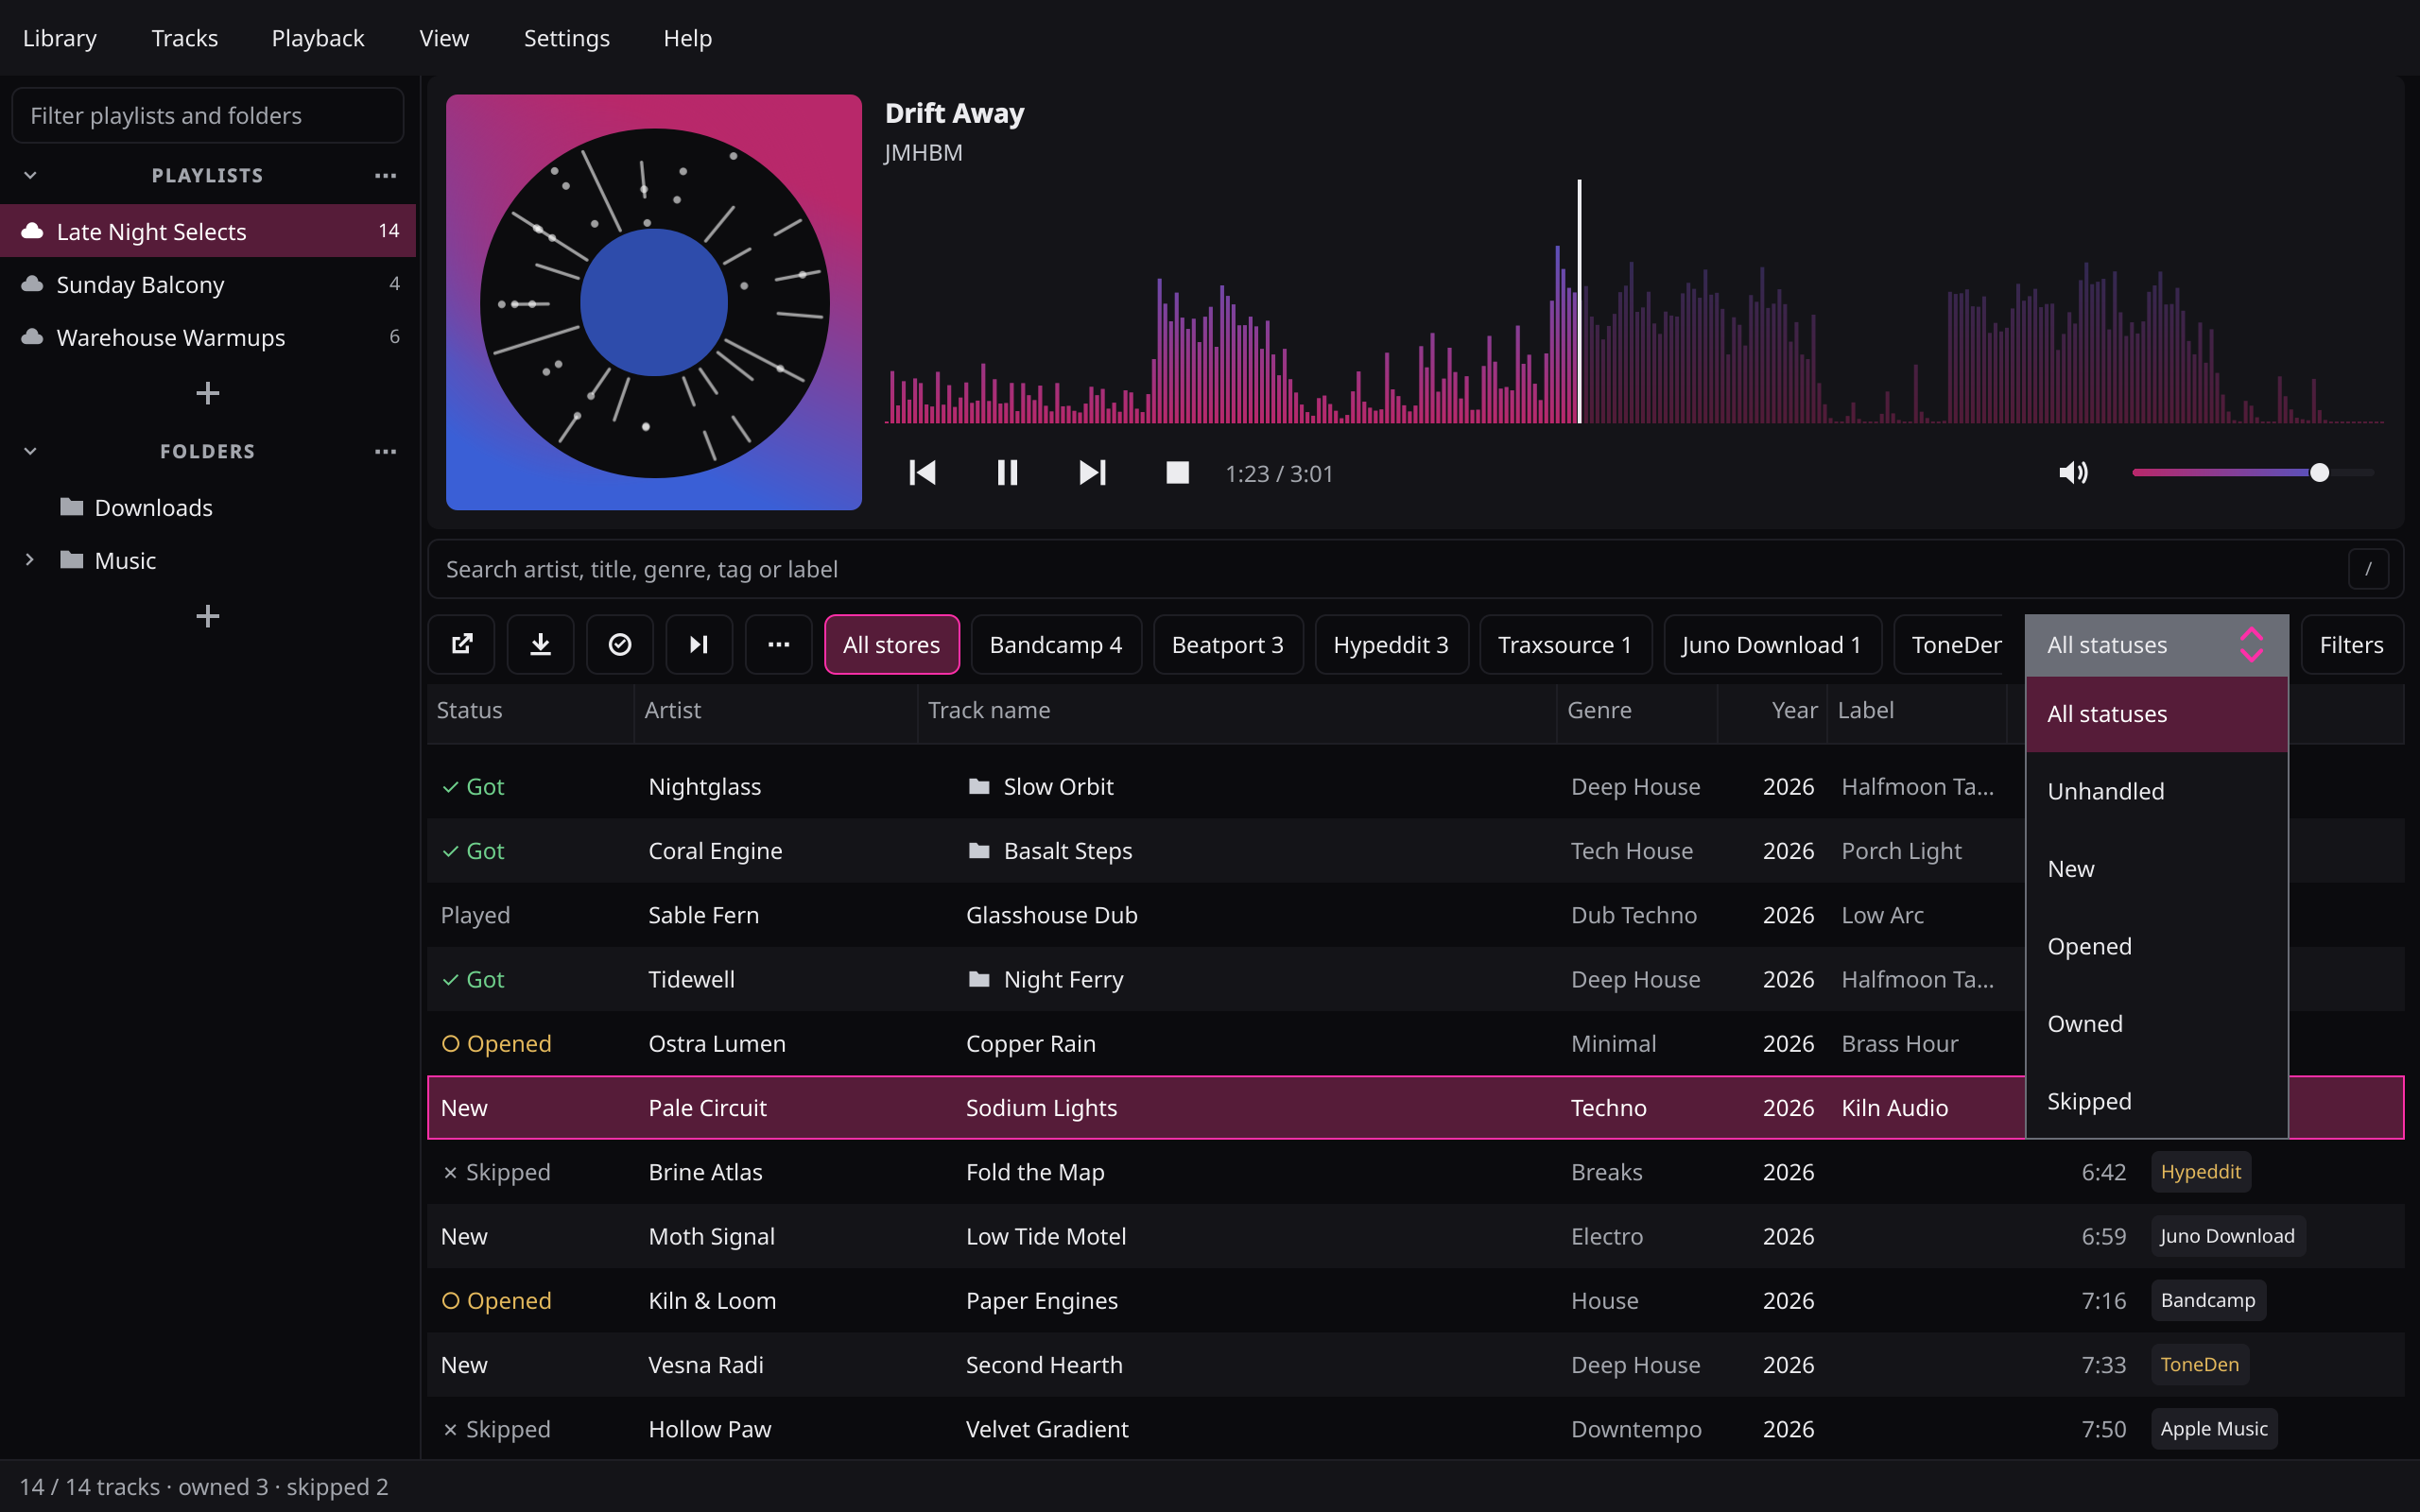 Library Tracks Playback View Settings Help
Filter playlists and folders
PLAYLISTS
Late Night Selects 14
Sunday Balcony 4
Warehouse Warmups 6
FOLDERS
Downloads
Music
Drift Away
JMHBM
1:23 / 3:01
Search artist, title, genre, tag or label /
All stores Bandcamp 4 Beatport 3 Hypeddit 3 Traxsource 1 Juno Download 1 ToneDer All statuses Filters
Status Artist Track name Genre Year Label
All statuses
Unhandled
New
Opened
Owned
Skipped
Got Nightglass Slow Orbit Deep House 2026 Halfmoon Ta...
Got Coral Engine Basalt Steps Tech House 2026 Porch Light
Played Sable Fern Glasshouse Dub Dub Techno 2026 Low Arc
Got Tidewell Night Ferry Deep House 2026 Halfmoon Ta...
Opened Ostra Lumen Copper Rain Minimal 2026 Brass Hour
New Pale Circuit Sodium Lights Techno 2026 Kiln Audio
Skipped Brine Atlas Fold the Map Breaks 2026 6:42 Hypeddit
New Moth Signal Low Tide Motel Electro 2026 6:59 Juno Download
Opened Kiln & Loom Paper Engines House 2026 7:16 Bandcamp
New Vesna Radi Second Hearth Deep House 2026 7:33 ToneDen
Skipped Hollow Paw Velvet Gradient Downtempo 2026 7:50 Apple Music
14 / 14 tracks · owned 3 · skipped 2